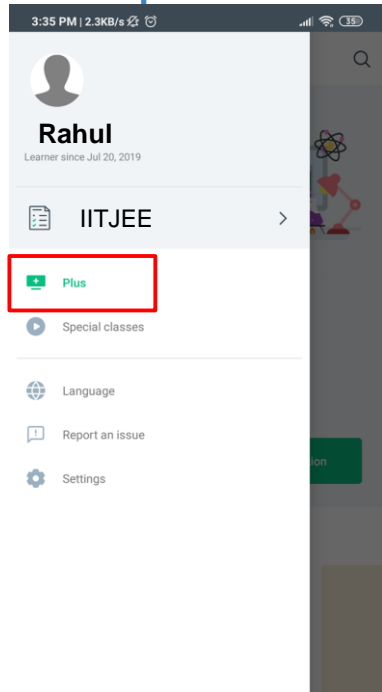 3:35 PM | 2.3KB/s
35
Rahul
Learner since Jul 20, 2019
IITJEE
Plus
Special classes
Language
Report an issue
tion
Settings